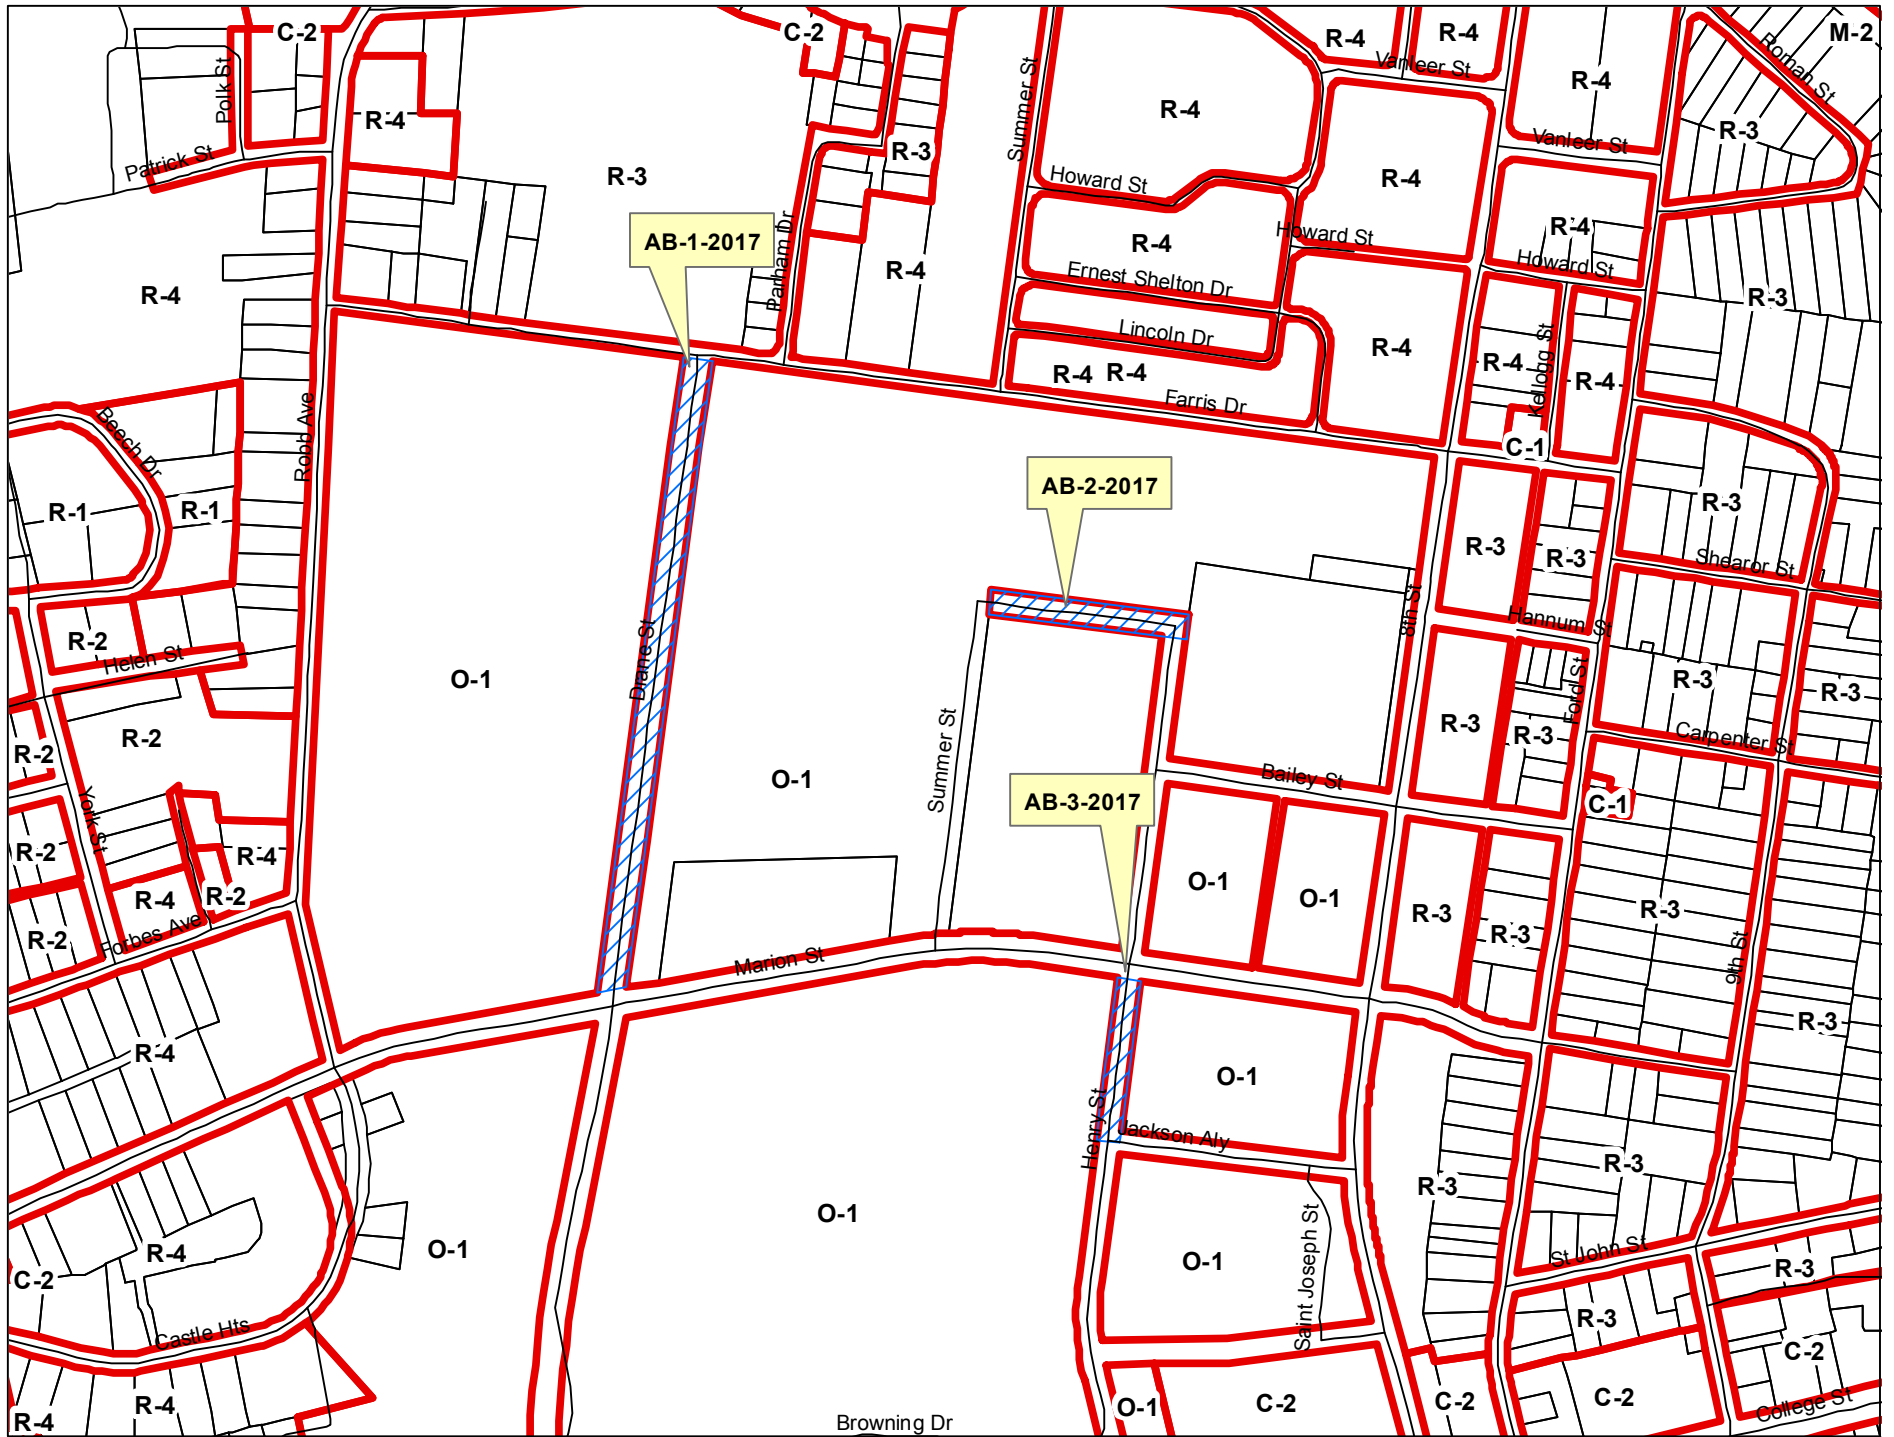 C-2
C-2
R-4
R-4
M-2
Polk St
Vanleer St
Roman St
R-4
R-4
R-4
Summer St
R-3
Vanleer St
Patrick St
R-3
R-3
R-4
Howard St
R-4
AB-1-2017
Parham Dr
R-4
R-4
Howard St
R-4
Howard St
R-4
Ernest Shelton Dr
R-3
Lincoln Dr
R-4
R-4
R-4
R-4
R-4
Kellogg St
Farris Dr
Beech Dr
Robb Ave
C-1
AB-2-2017
R-1
R-1
R-3
R-3
R-3
Shearor St
8th St
Hannum St
R-2
Helen St
Diane St
O-1
R-3
R-3
Ford St
R-2
R-2
Summer St
R-3
R-3
Carpenter St
O-1
Bailey St
AB-3-2017
C-1
York St
R-2
R-4
R-4
R-2
O-1
O-1
R-3
R-3
R-3
R-2
Forbes Ave
Marion St
9th St
R-4
R-3
O-1
Henry St
Jackson Aly
R-3
R-3
O-1
R-4
O-1
O-1
Saint Joseph St
St John St
C-2
R-3
R-3
Castle Hts
C-2
R-4
R-4
Browning Dr
O-1
C-2
C-2
C-2
College St